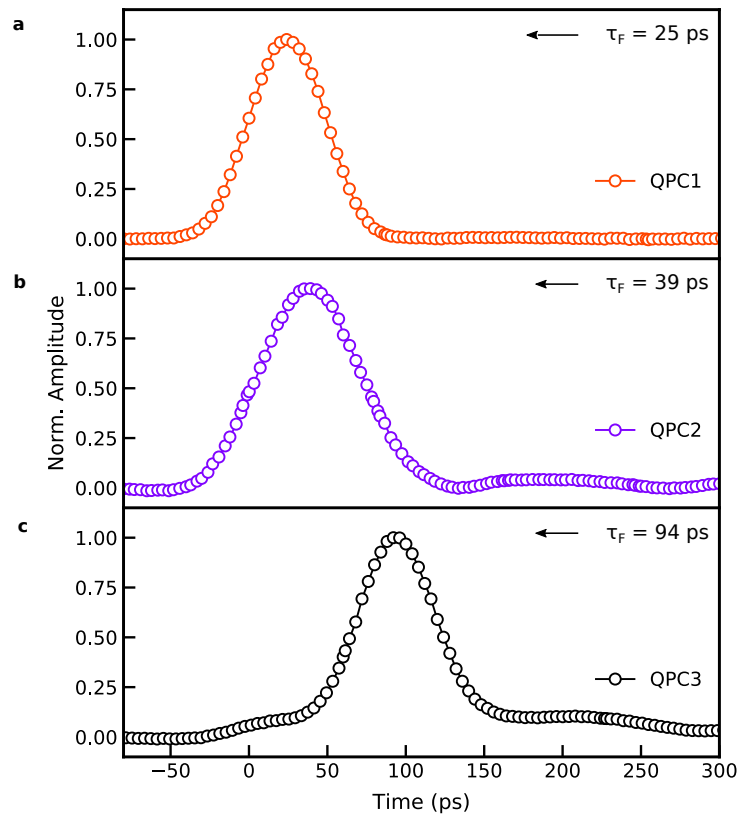 a
τF = 25 ps
1.00
0.75
0.50
0.25
0.00
QPC1
b
τF = 39 ps
1.00
0.75
0.50
0.25
0.00
QPC2
Norm. Amplitude
c
τF = 94 ps
1.00
0.75
0.50
0.25
0.00
QPC3
−50 0 50 100 150 200 250 300
Time (ps)